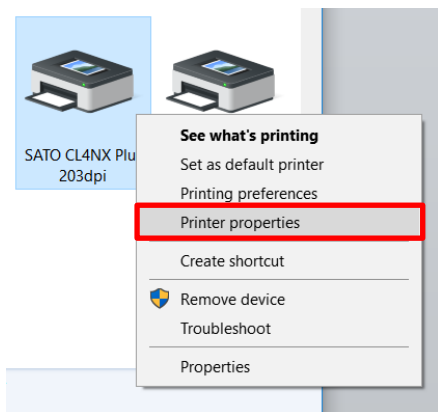 SATO CL4NX Plu
203dpi
See what's printing
Set as default printer
Printing preferences
Printer properties
Create shortcut
Remove device
Troubleshoot
Properties